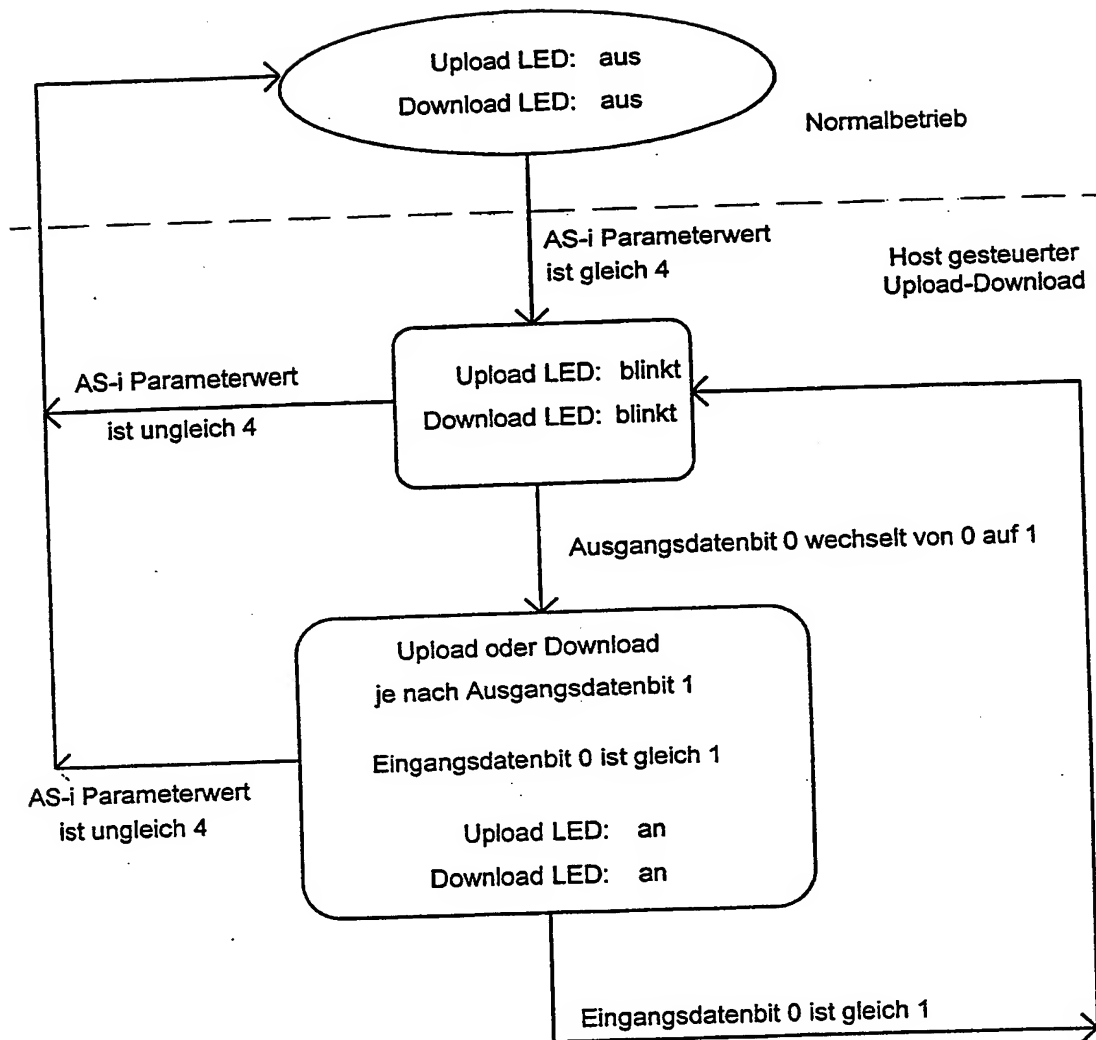 Upload LED: aus
Download LED: aus
Normalbetrieb
AS-i Parameterwert
ist gleich 4
Host gesteuerter
Upload-Download
AS-i Parameterwert
ist ungleich 4
Upload LED: blinkt
Download LED: blinkt
Ausgangsdatenbit 0 wechselt von 0 auf 1
Upload oder Download
je nach Ausgangsdatenbit 1
Eingangsdatenbit 0 ist gleich 1
Upload LED: an
Download LED: an
AS-i Parameterwert
ist ungleich 4
Eingangsdatenbit 0 ist gleich 1